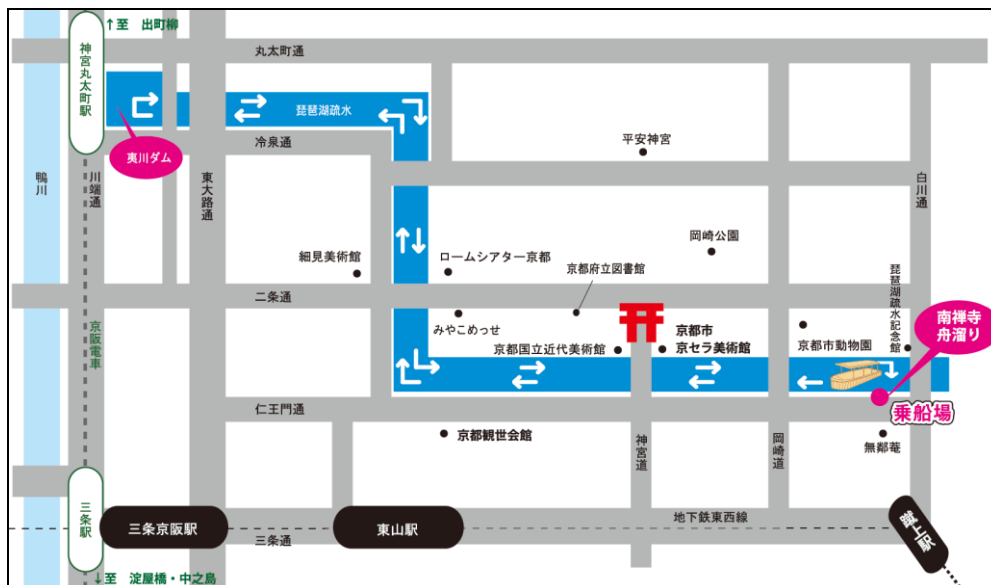 ↑至 出町柳
神宮丸太町駅
丸太町通
琵琶湖疏水
夷川ダム
冷泉通
平安神宮
鴨川
川端通
東大路通
白川通
岡崎公園
細見美術館
ロームシアター京都
京都府立図書館
琵琶湖疏水記念館
二条通
南禅寺
舟溜り
京阪電車
みやこめっせ
京都国立近代美術館
京都市
京セラ美術館
京都市動物園
仁王門通
乗船場
京都観世会館
神宮道
岡崎道
無鄰菴
三条駅
三条京阪駅
東山駅
地下鉄東西線
蹴上駅
三条通
↓至 淀屋橋・中之島